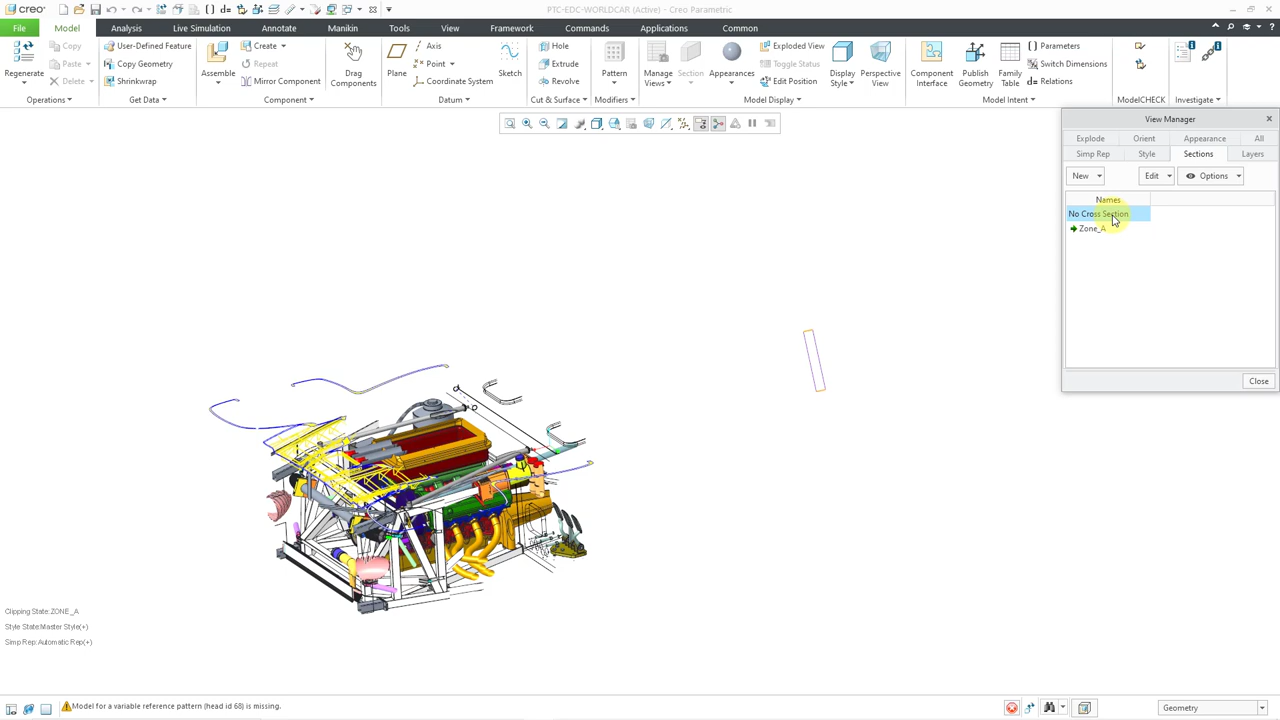 creo
PTC-EDC-WORLDCAR (Active) - Creo Parametric
File Model Analysis Live Simulation Annotate Manikin Tools View Framework Commands Applications Common
Regenerate
Copy
Paste
Delete
Operations
User-Defined Feature
Copy Geometry
Shrinkwrap
Get Data
Assemble
Create
Repeat
Mirror Component
Component
Drag Components
Plane
Axis
Point
Coordinate System
Sketch
Datum
Hole
Extrude
Revolve
Cut & Surface
Pattern
Modifiers
Manage Views
Section
Appearances
Exploded View
Toggle Status
Edit Position
Display Style
Perspective View
Model Display
Component Interface
Publish Geometry
Family Table
Parameters
Switch Dimensions
Relations
Model Intent
ModelCHECK
Investigate
View Manager
Explode Orient Appearance All
Simp Rep Style Sections Layers
New Edit Options
Names
No Cross Section
Zone_A
Close
Clipping State:ZONE_A
Style State:Master Style(+)
Simp Rep:Automatic Rep(+)
Model for a variable reference pattern (head id 68) is missing.
Geometry